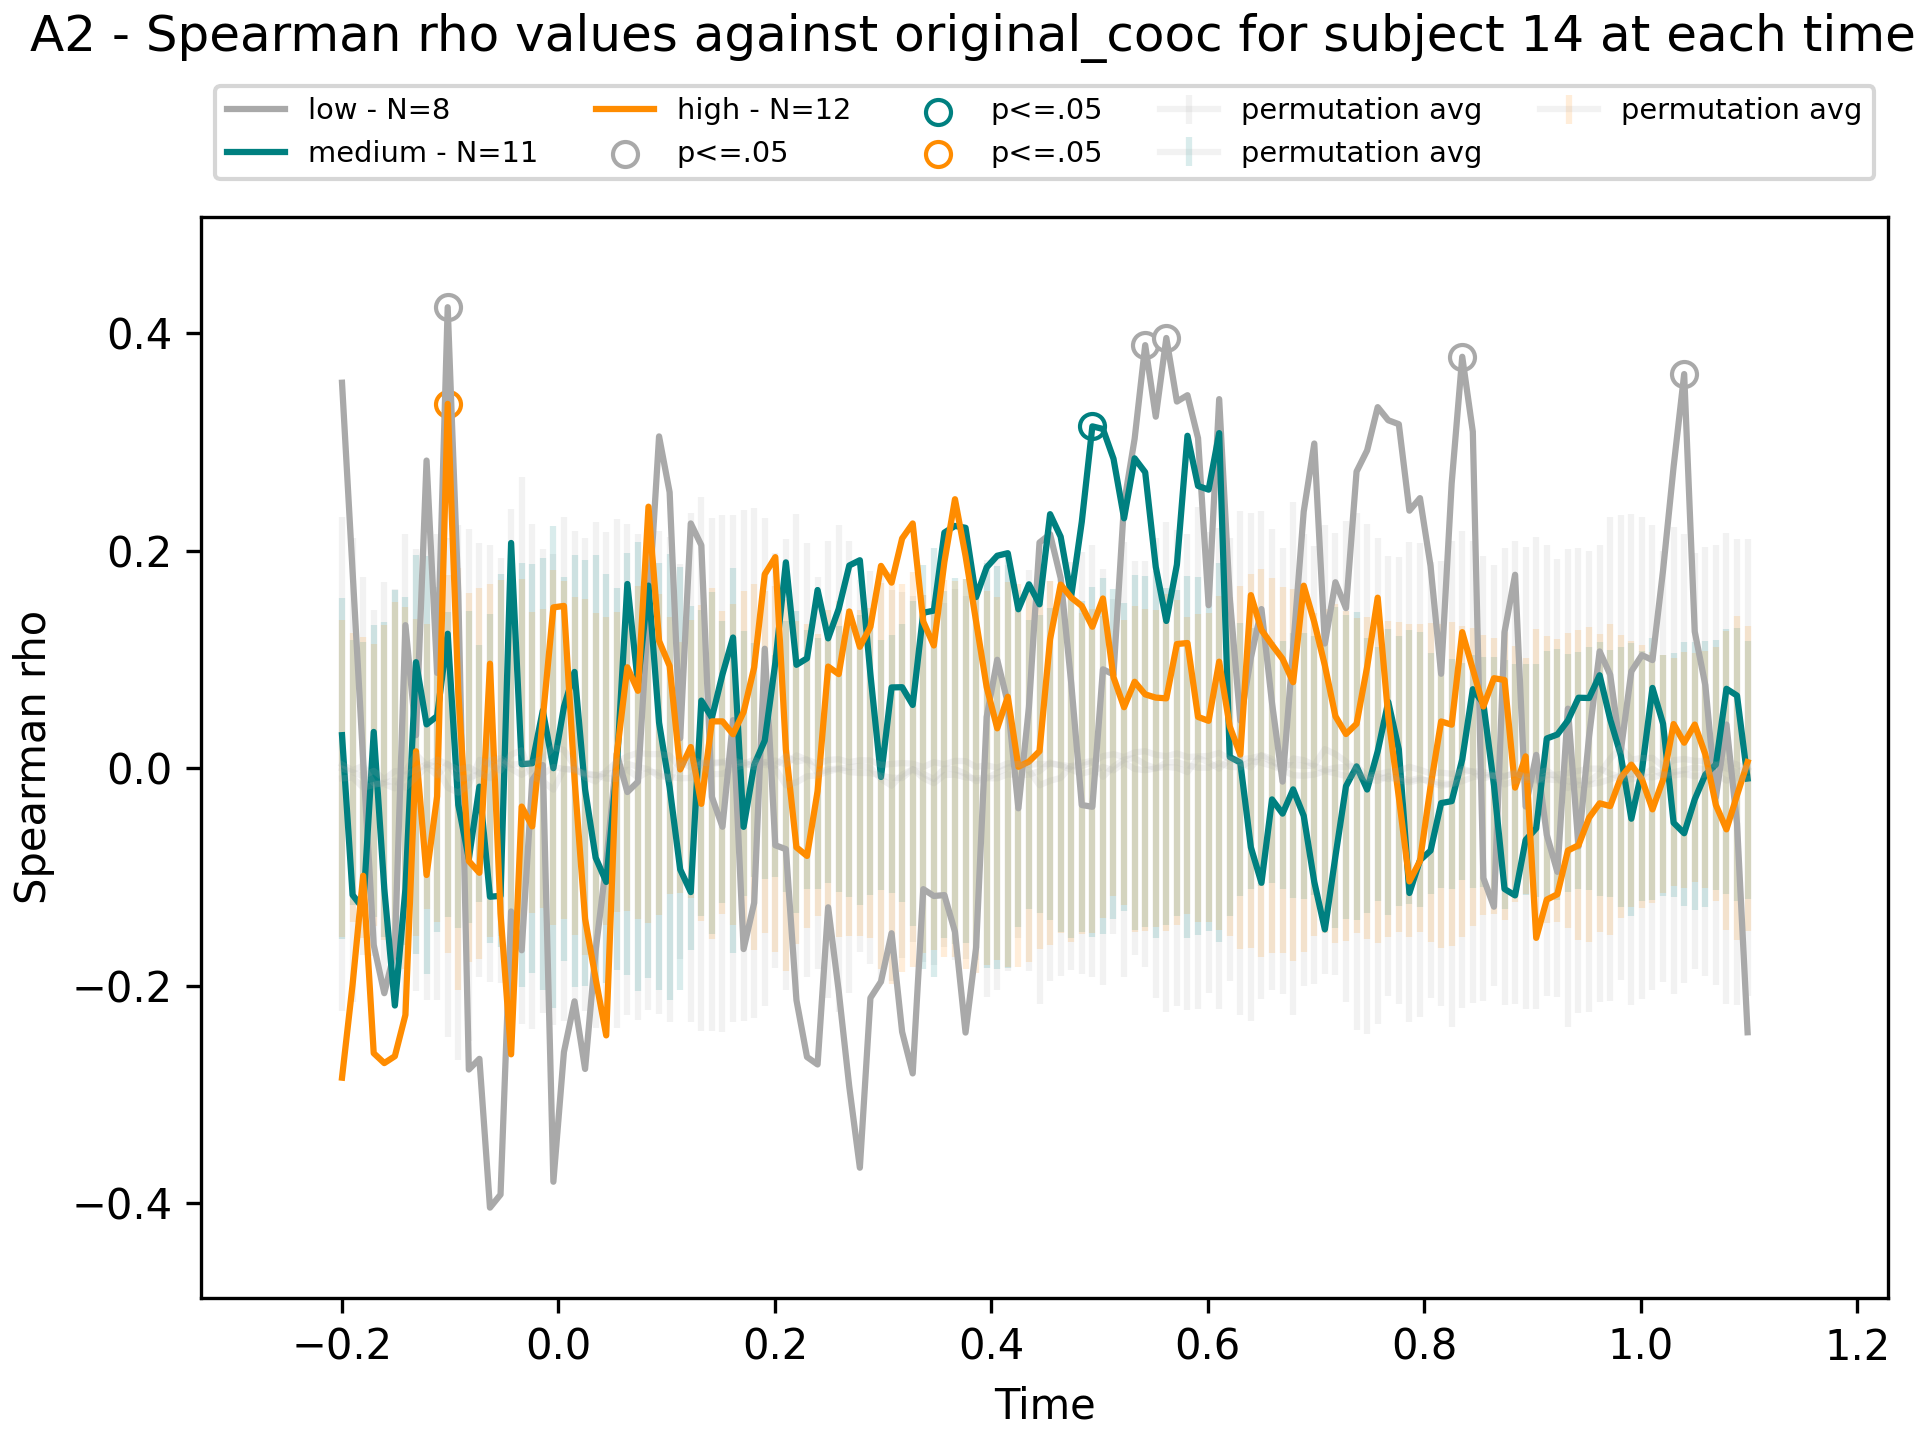 A2 - Spearman rho values against original_cooc for subject 14 at each time
low - N=8
medium - N=11
high - N=12
p<=.05
p<=.05
p<=.05
permutation avg
permutation avg
permutation avg
Spearman rho
0.4
0.2
0.0
−0.2
−0.4
−0.2
0.0
0.2
0.4
0.6
0.8
1.0
1.2
Time